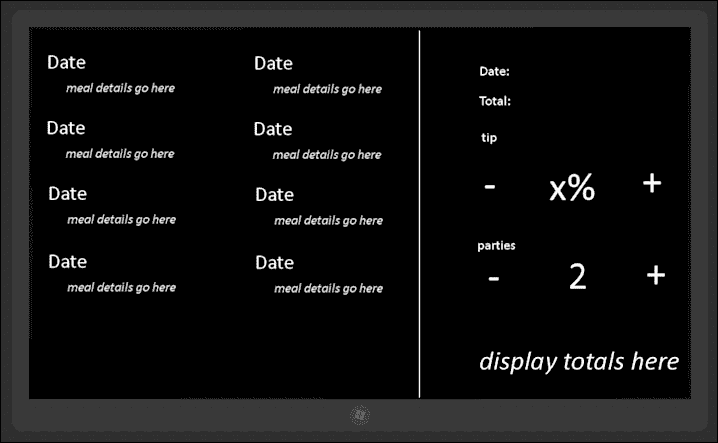 Date
meal details go here
Date
meal details go here
Date
meal details go here
Date
meal details go here
Date
meal details go here
Date
meal details go here
Date
meal details go here
Date
meal details go here
Date:
Total:
tip
- x% +
parties
- 2 +
display totals here